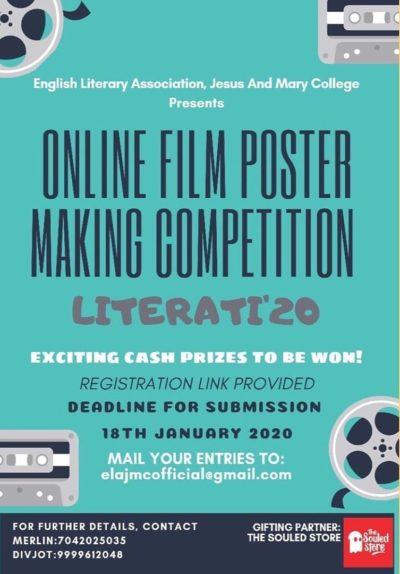 English Literary Association, Jesus And Mary College
Presents
ONLINE FILM POSTER
MAKING COMPETITION
LITERATI'20
EXCITING CASH PRIZES TO BE WON!
REGISTRATION LINK PROVIDED
DEADLINE FOR SUBMISSION
18TH JANUARY 2020
MAIL YOUR ENTRIES TO:
elajmcofficial@gmail.com
FOR FURTHER DETAILS, CONTACT
MERLIN:7042025035
DIVJOT:9999612048
GIFTING PARTNER:
THE SOULED STORE
The
Souled
Store